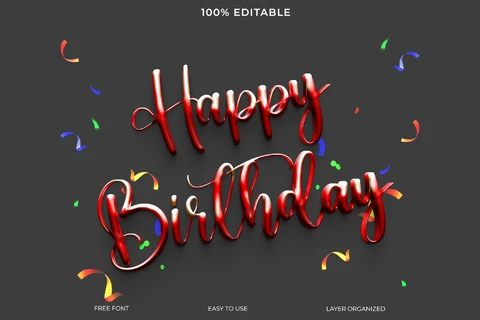 100% EDITABLE
Happy
Birthday
FREE FONT
EASY TO USE
LAYER ORGANIZED